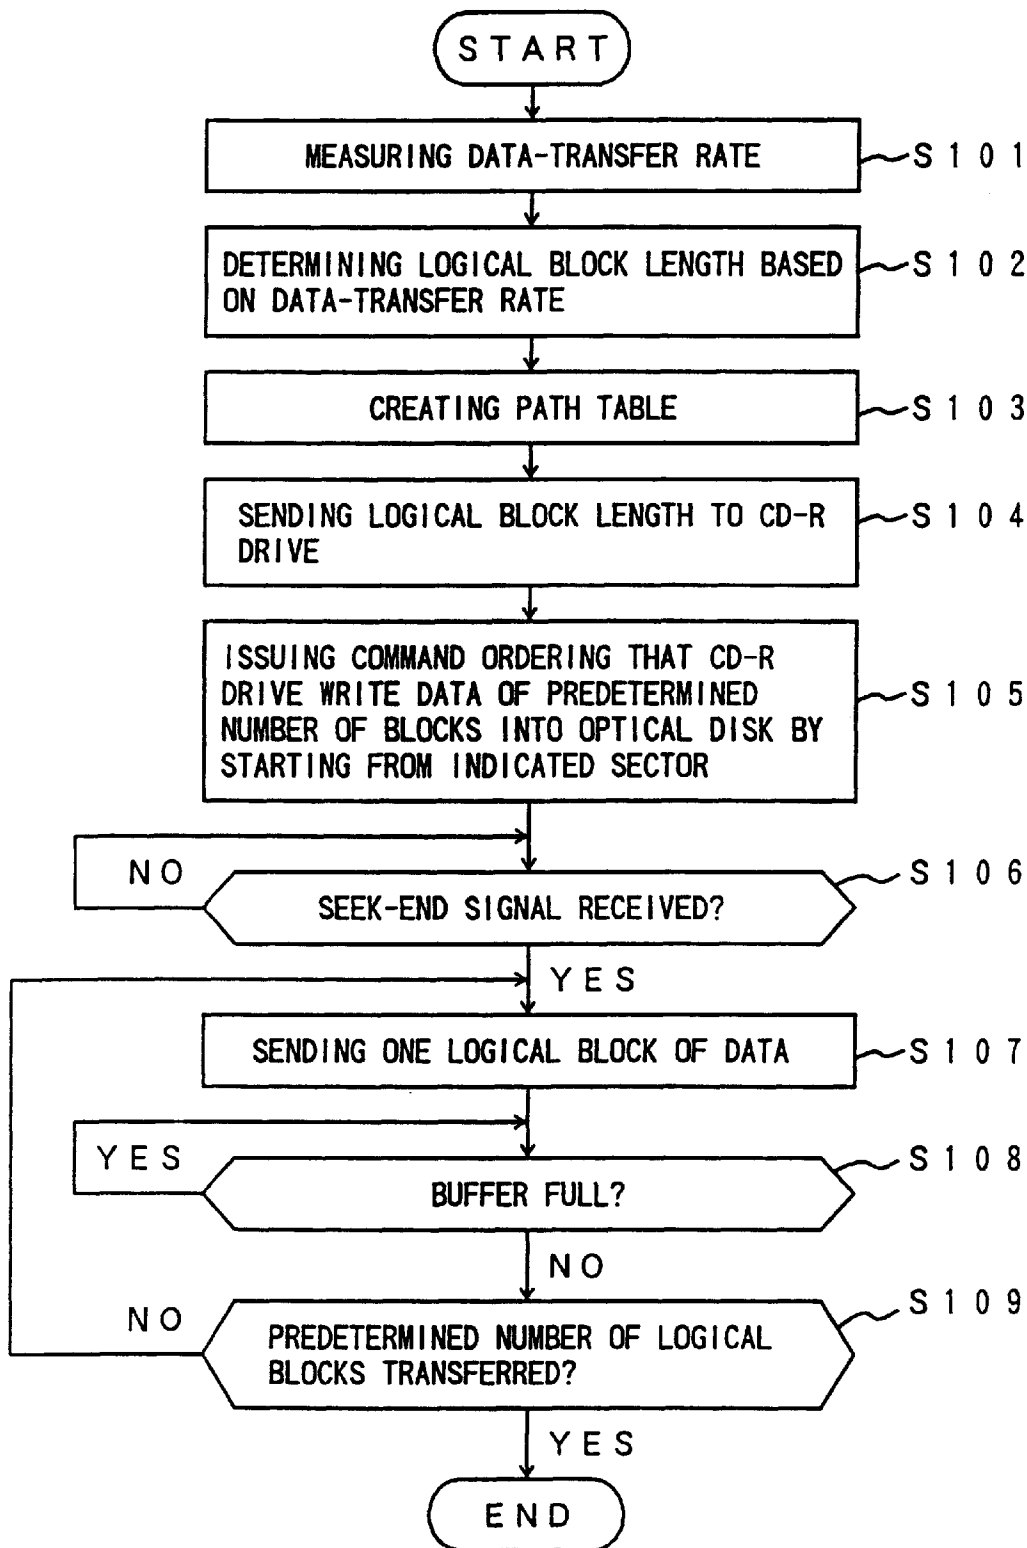 START
MEASURING DATA-TRANSFER RATE
S101
DETERMINING LOGICAL BLOCK LENGTH BASED
ON DATA-TRANSFER RATE
S102
CREATING PATH TABLE
S103
SENDING LOGICAL BLOCK LENGTH TO CD-R
DRIVE
S104
ISSUING COMMAND ORDERING THAT CD-R
DRIVE WRITE DATA OF PREDETERMINED
NUMBER OF BLOCKS INTO OPTICAL DISK BY
STARTING FROM INDICATED SECTOR
S105
NO
SEEK-END SIGNAL RECEIVED?
S106
YES
SENDING ONE LOGICAL BLOCK OF DATA
S107
YES
BUFFER FULL?
S108
NO
NO
PREDETERMINED NUMBER OF LOGICAL
BLOCKS TRANSFERRED?
S109
YES
END